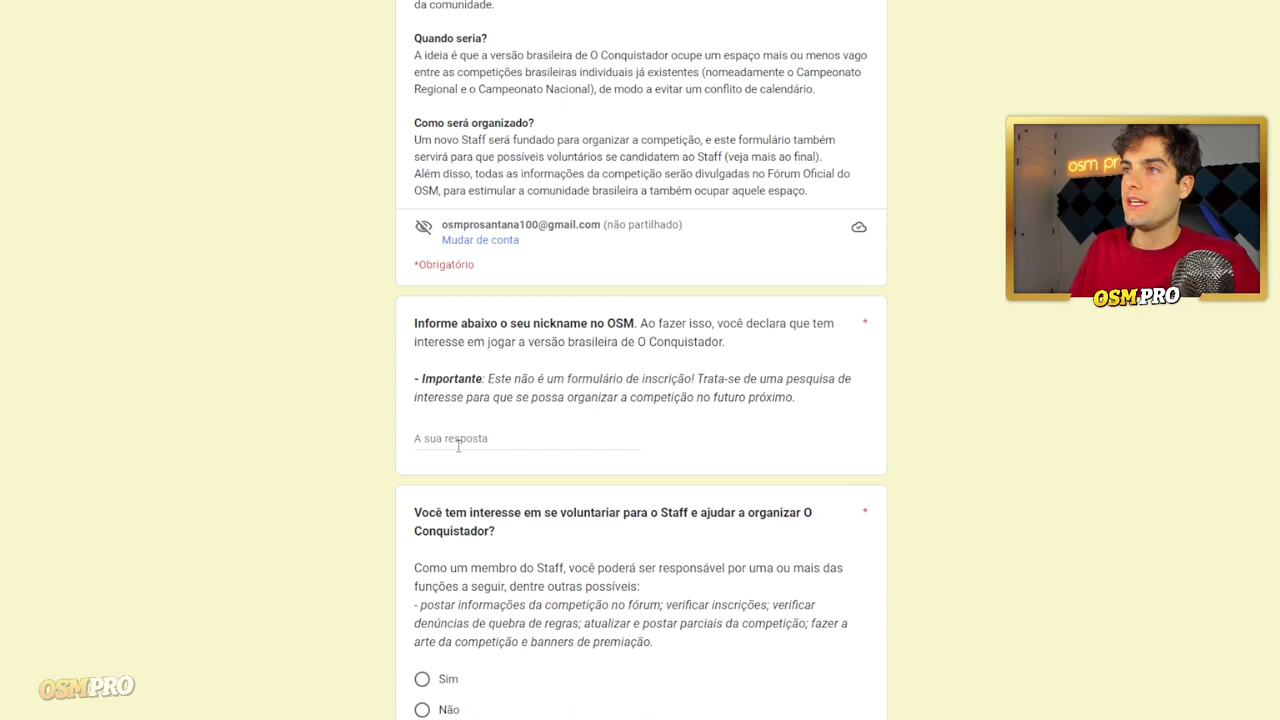 da comunidade.
Quando seria?
A ideia é que a versão brasileira de O Conquistador ocupe um espaço mais ou menos vago
entre as competições brasileiras individuais já existentes (nomeadamente o Campeonato
Regional e o Campeonato Nacional), de modo a evitar um conflito de calendário.
Como será organizado?
Um novo Staff será fundado para organizar a competição, e este formulário também
servirá para que possíveis voluntários se candidatem ao Staff (veja mais ao final).
Além disso, todas as informações da competição serão divulgadas no Fórum Oficial do
OSM, para estimular a comunidade brasileira a também ocupar aquele espaço.
osmprosantana100@gmail.com (não partilhado)
Mudar de conta
*Obrigatório
Informe abaixo o seu nickname no OSM. Ao fazer isso, você declara que tem *
interesse em jogar a versão brasileira de O Conquistador.
- Importante: Este não é um formulário de inscrição! Trata-se de uma pesquisa de
interesse para que se possa organizar a competição no futuro próximo.
A sua resposta
Você tem interesse em se voluntariar para o Staff e ajudar a organizar O *
Conquistador?
Como um membro do Staff, você poderá ser responsável por uma ou mais das
funções a seguir, dentre outras possíveis:
- postar informações da competição no fórum; verificar inscrições; verificar
denúncias de quebra de regras; atualizar e postar parciais da competição; fazer a
arte da competição e banners de premiação.
Sim
Não
osm pr
OSM.PRO
OSMPRO